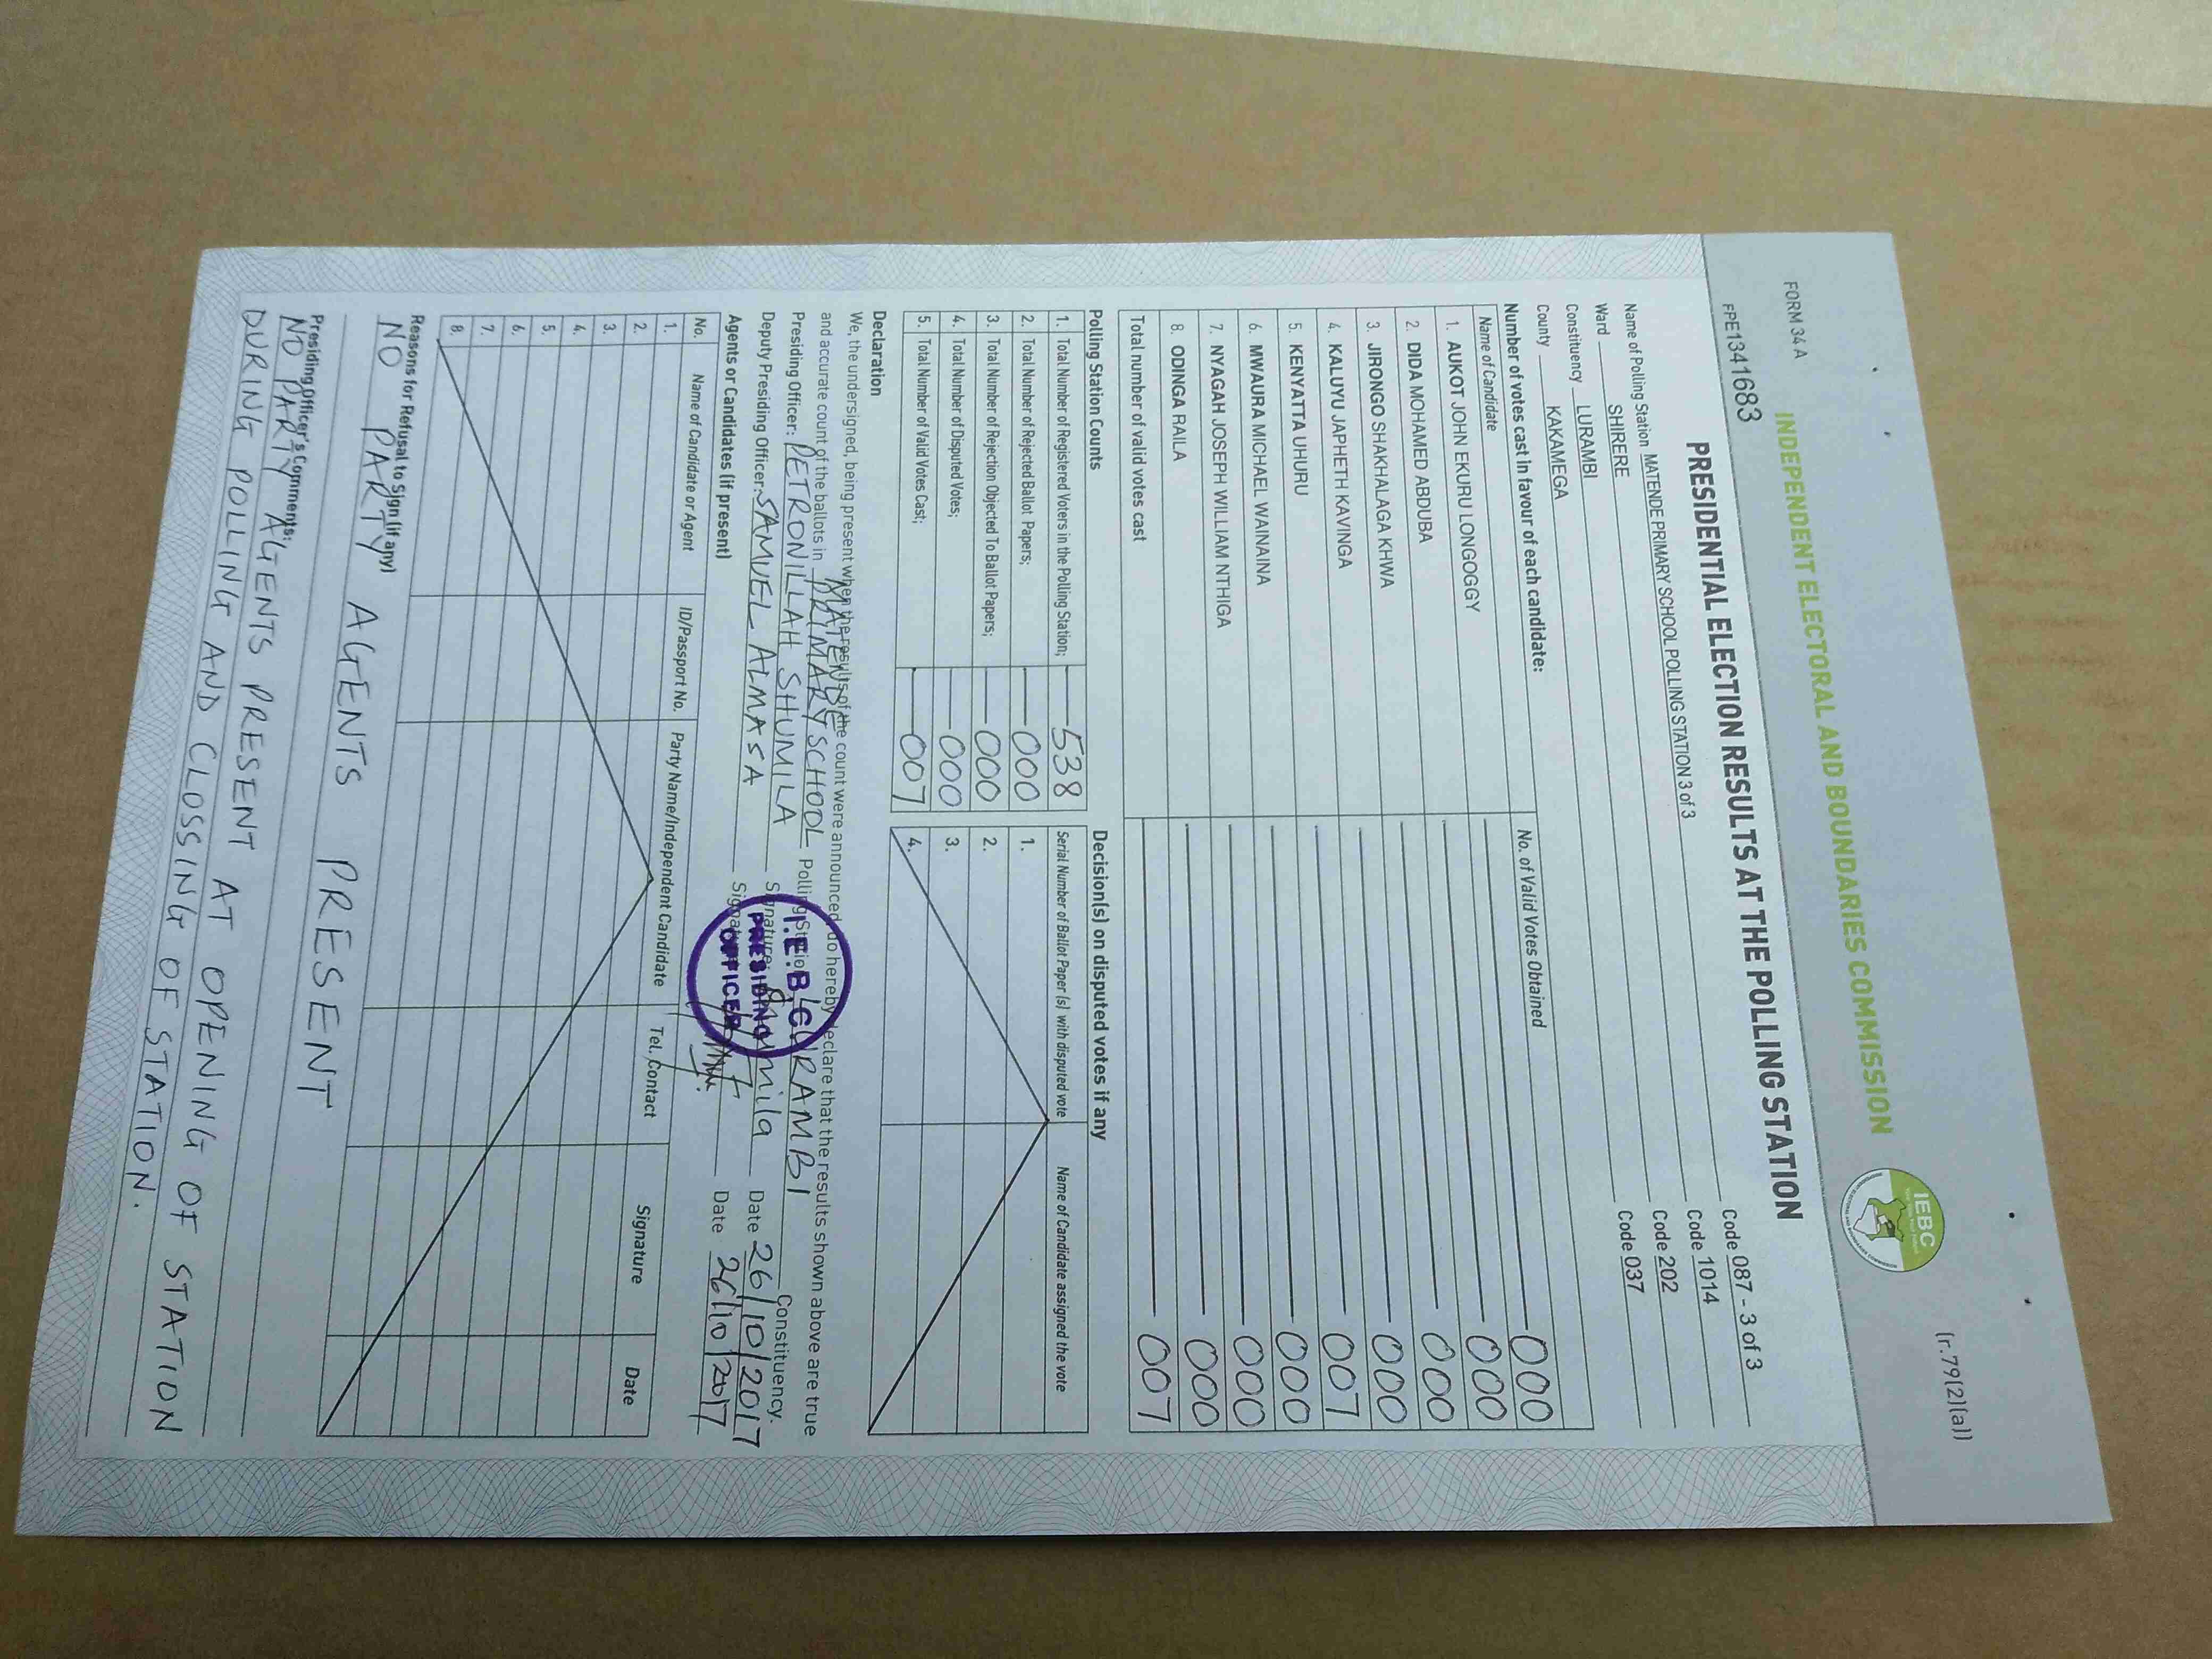 FORM 34 A
(r.79(2)(a))
INDEPENDENT ELECTORAL AND BOUNDARIES COMMISSION
IEBC
FPE1341683
PRESIDENTIAL ELECTION RESULTS AT THE POLLING STATION
Name of Polling Station MATENDE PRIMARY SCHOOL POLLING STATION 3 of 3 Code 087 - 3 of 3
Ward SHIRERE Code 1014
Constituency LURAMBI Code 202
County KAKAMEGA Code 037
Number of votes cast in favour of each candidate:
Name of Candidate No. of Valid Votes Obtained
1. AUKOT JOHN EKURU LONGOGGY 000
2. DIDA MOHAMED ABDUBA 000
3. JIRONGO SHAKHALAGA KHWA 000
4. KALUYU JAPHETH KAVINGA 000
5. KENYATTA UHURU 007
6. MWAURA MICHAEL WAINAINA 000
7. NYAGAH JOSEPH WILLIAM NTHIGA 000
8. ODINGA RAILA 000
Total number of valid votes cast 007
Polling Station Counts Decision(s) on disputed votes if any
1. Total Number of Registered Voters in the Polling Station; 538 Serial Number of Ballot Paper (s) with disputed vote Name of Candidate assigned the vote
2. Total Number of Rejected Ballot Papers; 000 1.
3. Total Number of Rejection Objected To Ballot Papers; 000 2.
4. Total Number of Disputed Votes; 000 3.
5. Total Number of Valid Votes Cast; 007 4.
Declaration
We, the undersigned, being present when the results of the count were announced, do hereby declare that the results shown above are true
and accurate count of the ballots in MATENDE PRIMARY SCHOOL Polling Station LURAMBI Constituency.
Presiding Officer: PETRONILLAH SHUMILA Signature: Date 26/10/2017
Deputy Presiding Officer: SAMUEL ALMASA Signature Date 26/10/2017
I.E.B.C
PRESIDING
OFFICER
Agents or Candidates (if present)
No. Name of Candidate or Agent ID/Passport No. Party Name/Independent Candidate Tel. Contact Signature Date
1.
2.
3.
4.
5.
6.
7.
8.
Reasons for Refusal to Sign (if any)
NO PARTY AGENTS PRESENT
Presiding Officer's Comments:
NO PARTY AGENTS PRESENT AT OPENING OF STATION
DURING POLLING AND CLOSSING OF STATION.